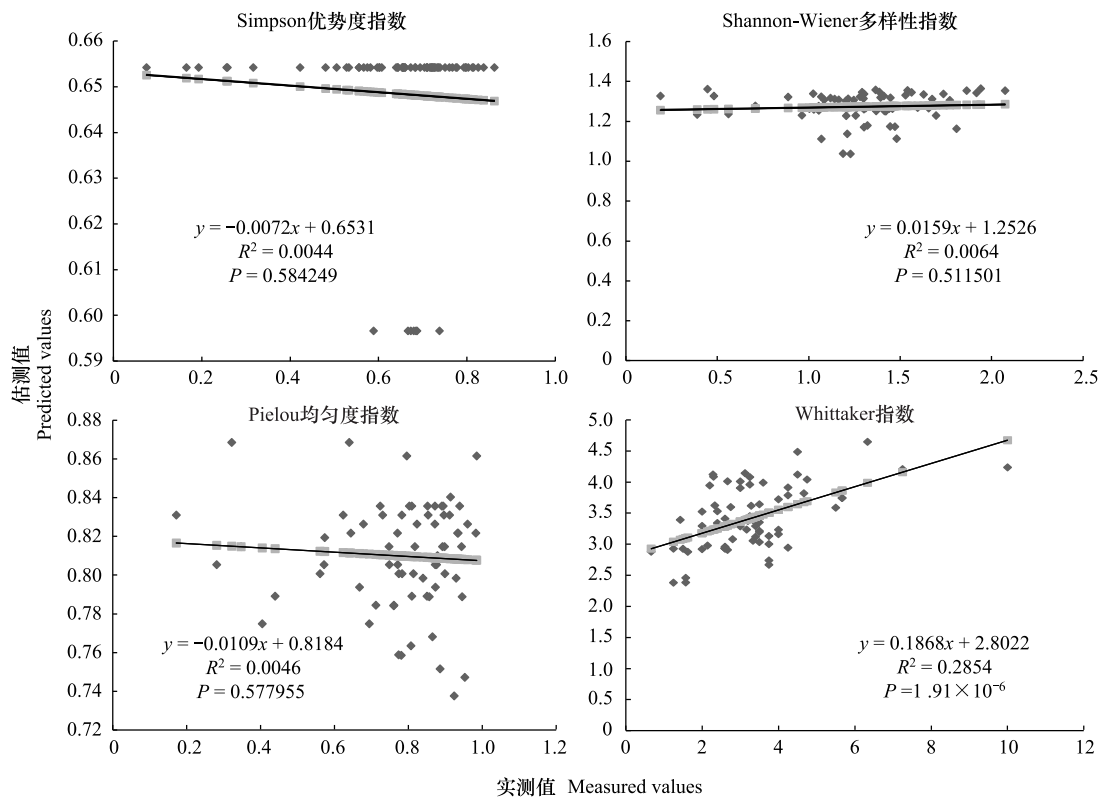 Simpson优势度指数
0.66
0.65
0.64
0.63
0.62
0.61
0.60
0.59
y = −0.0072x + 0.6531
R² = 0.0044
P = 0.584249
0 0.2 0.4 0.6 0.8 1.0
Shannon-Wiener多样性指数
1.6
1.4
1.2
1.0
0.8
0.6
0.4
0.2
0
y = 0.0159x + 1.2526
R² = 0.0064
P = 0.511501
0 0.5 1.0 1.5 2.0 2.5
估测值
Predicted values
Pielou均匀度指数
0.88
0.86
0.84
0.82
0.80
0.78
0.76
0.74
0.72
y = −0.0109x + 0.8184
R² = 0.0046
P = 0.577955
0 0.2 0.4 0.6 0.8 1.0 1.2
Whittaker指数
5.0
4.5
4.0
3.5
3.0
2.5
2.0
1.5
1.0
0.5
0
y = 0.1868x + 2.8022
R² = 0.2854
P =1 .91×10⁻⁶
0 2 4 6 8 10 12
实测值 Measured values